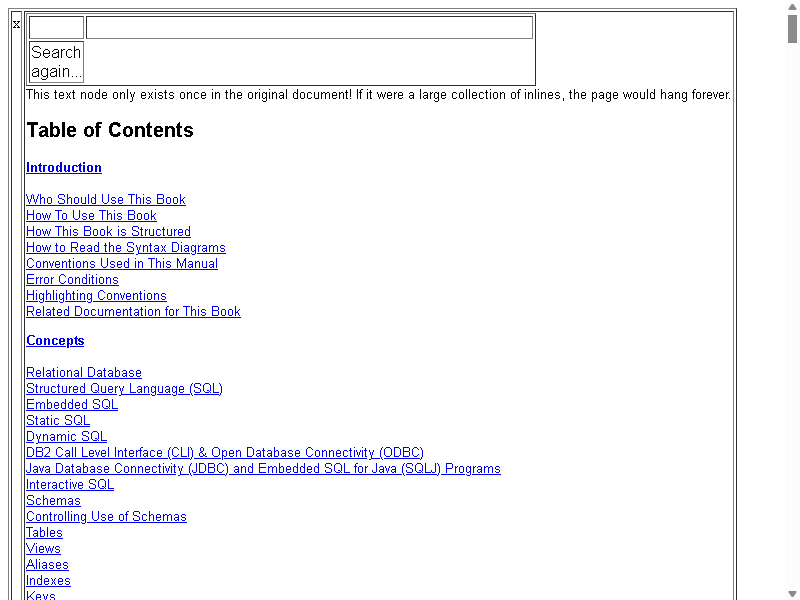 x
Search
again...
This text node only exists once in the original document! If it were a large collection of inlines, the page would hang forever.
Table of Contents
Introduction
Who Should Use This Book
How To Use This Book
How This Book is Structured
How to Read the Syntax Diagrams
Conventions Used in This Manual
Error Conditions
Highlighting Conventions
Related Documentation for This Book
Concepts
Relational Database
Structured Query Language (SQL)
Embedded SQL
Static SQL
Dynamic SQL
DB2 Call Level Interface (CLI) & Open Database Connectivity (ODBC)
Java Database Connectivity (JDBC) and Embedded SQL for Java (SQLJ) Programs
Interactive SQL
Schemas
Controlling Use of Schemas
Tables
Views
Aliases
Indexes
Keys